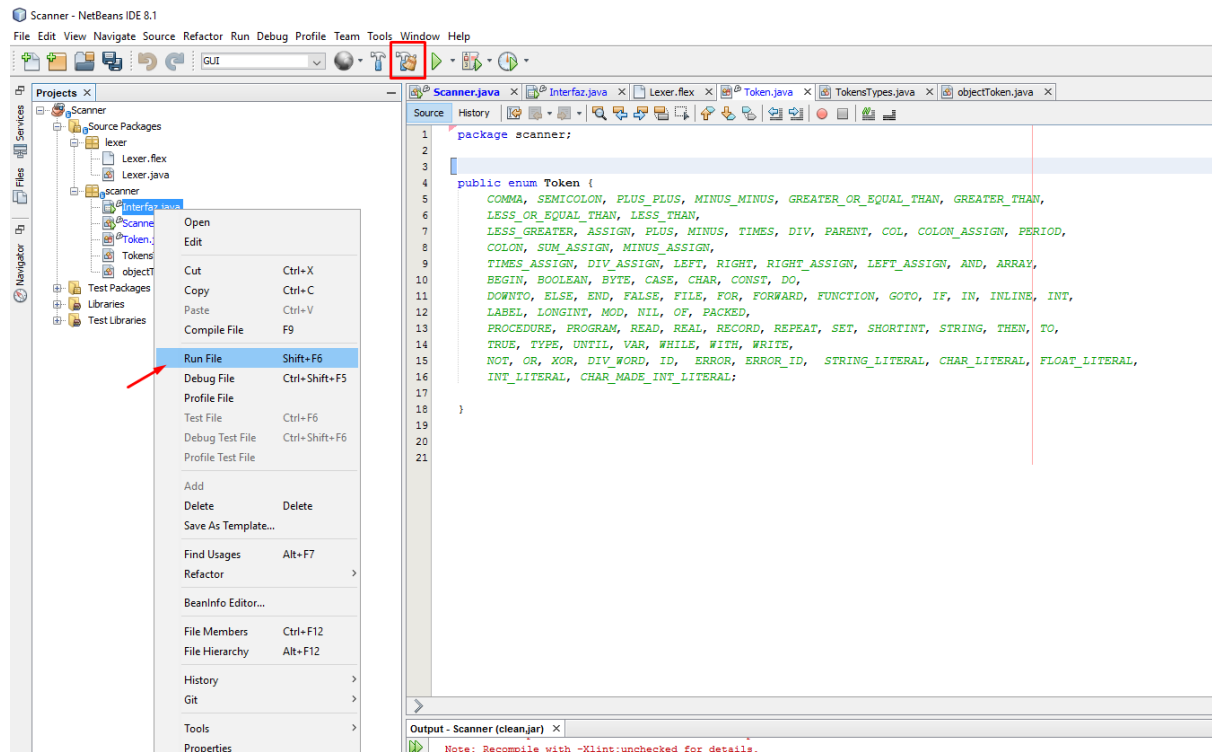 Scanner - NetBeans IDE 8.1
File Edit View Navigate Source Refactor Run Debug Profile Team Tools Window Help
GUI
Services
Files
Navigator
Projects
Scanner
Source Packages
lexer
Lexer.flex
Lexer.java
scanner
Interfaz.java
Scanne
Token.
Tokens
objectT
Test Packages
Libraries
Test Libraries
Open
Edit
Cut Ctrl+X
Copy Ctrl+C
Paste Ctrl+V
Compile File F9
Run File Shift+F6
Debug File Ctrl+Shift+F5
Profile File
Test File Ctrl+F6
Debug Test File Ctrl+Shift+F6
Profile Test File
Add
Delete Delete
Save As Template...
Find Usages Alt+F7
Refactor
BeanInfo Editor...
File Members Ctrl+F12
File Hierarchy Alt+F12
History
Git
Tools
Properties
Scanner.java Interfaz.java Lexer.flex Token.java TokensTypes.java objectToken.java
Source History
1 package scanner;
2
3
4 public enum Token {
5 COMMA, SEMICOLON, PLUS_PLUS, MINUS_MINUS, GREATER_OR_EQUAL_THAN, GREATER_THAN,
6 LESS_OR_EQUAL_THAN, LESS_THAN,
7 LESS_GREATER, ASSIGN, PLUS, MINUS, TIMES, DIV, PARENT, COL, COLON_ASSIGN, PERIOD,
8 COLON, SUM_ASSIGN, MINUS_ASSIGN,
9 TIMES_ASSIGN, DIV_ASSIGN, LEFT, RIGHT, RIGHT_ASSIGN, LEFT_ASSIGN, AND, ARRAY,
10 BEGIN, BOOLEAN, BYTE, CASE, CHAR, CONST, DO,
11 DOWNTO, ELSE, END, FALSE, FILE, FOR, FORWARD, FUNCTION, GOTO, IF, IN, INLINE, INT,
12 LABEL, LONGINT, MOD, NIL, OF, PACKED,
13 PROCEDURE, PROGRAM, READ, REAL, RECORD, REPEAT, SET, SHORTINT, STRING, THEN, TO,
14 TRUE, TYPE, UNTIL, VAR, WHILE, WITH, WRITE,
15 NOT, OR, XOR, DIV_WORD, ID, ERROR, ERROR_ID, STRING_LITERAL, CHAR_LITERAL, FLOAT_LITERAL,
16 INT_LITERAL, CHAR_MADE_INT_LITERAL;
17
18 }
19
20
21
Output - Scanner (clean,jar)
Note: Recompile with -Xlint:unchecked for details.